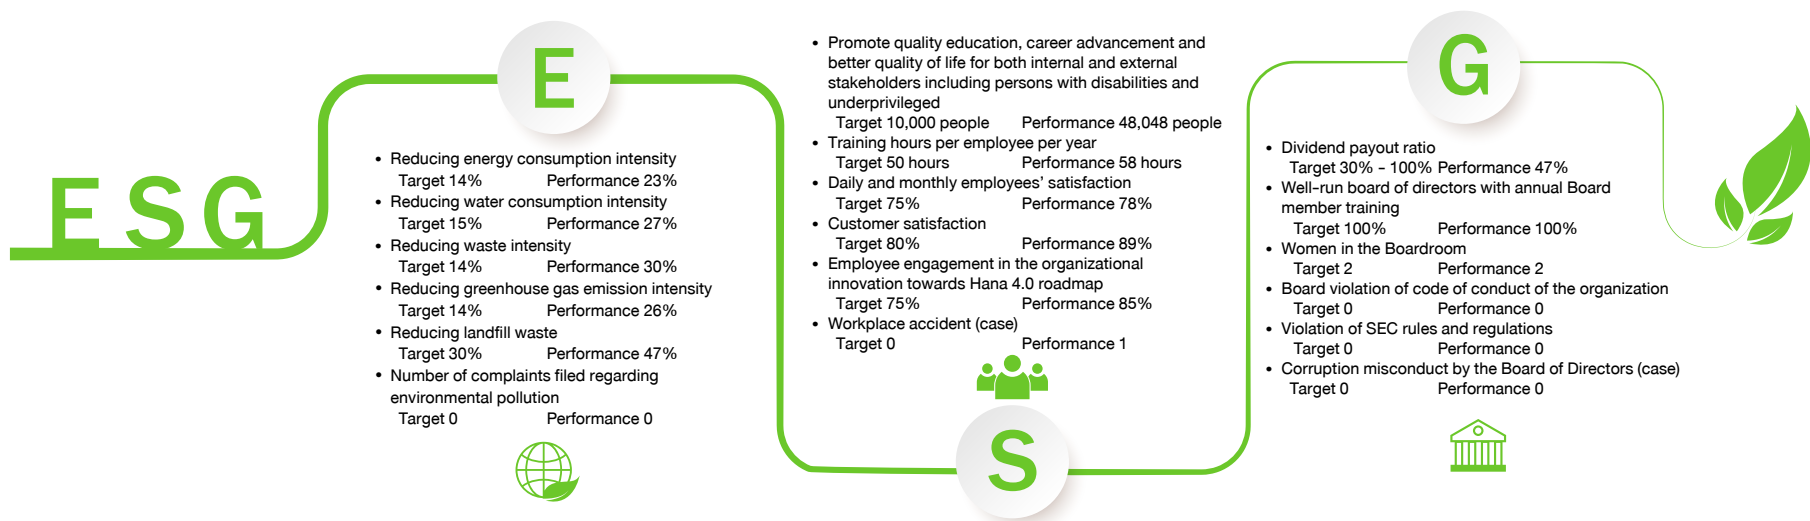 ESG
E
• Reducing energy consumption intensity
Target 14% Performance 23%
• Reducing water consumption intensity
Target 15% Performance 27%
• Reducing waste intensity
Target 14% Performance 30%
• Reducing greenhouse gas emission intensity
Target 14% Performance 26%
• Reducing landfill waste
Target 30% Performance 47%
• Number of complaints filed regarding
environmental pollution
Target 0 Performance 0
• Promote quality education, career advancement and
better quality of life for both internal and external
stakeholders including persons with disabilities and
underprivileged
Target 10,000 people Performance 48,048 people
• Training hours per employee per year
Target 50 hours Performance 58 hours
• Daily and monthly employees’ satisfaction
Target 75% Performance 78%
• Customer satisfaction
Target 80% Performance 89%
• Employee engagement in the organizational
innovation towards Hana 4.0 roadmap
Target 75% Performance 85%
• Workplace accident (case)
Target 0 Performance 1
S
G
• Dividend payout ratio
Target 30% - 100% Performance 47%
• Well-run board of directors with annual Board
member training
Target 100% Performance 100%
• Women in the Boardroom
Target 2 Performance 2
• Board violation of code of conduct of the organization
Target 0 Performance 0
• Violation of SEC rules and regulations
Target 0 Performance 0
• Corruption misconduct by the Board of Directors (case)
Target 0 Performance 0